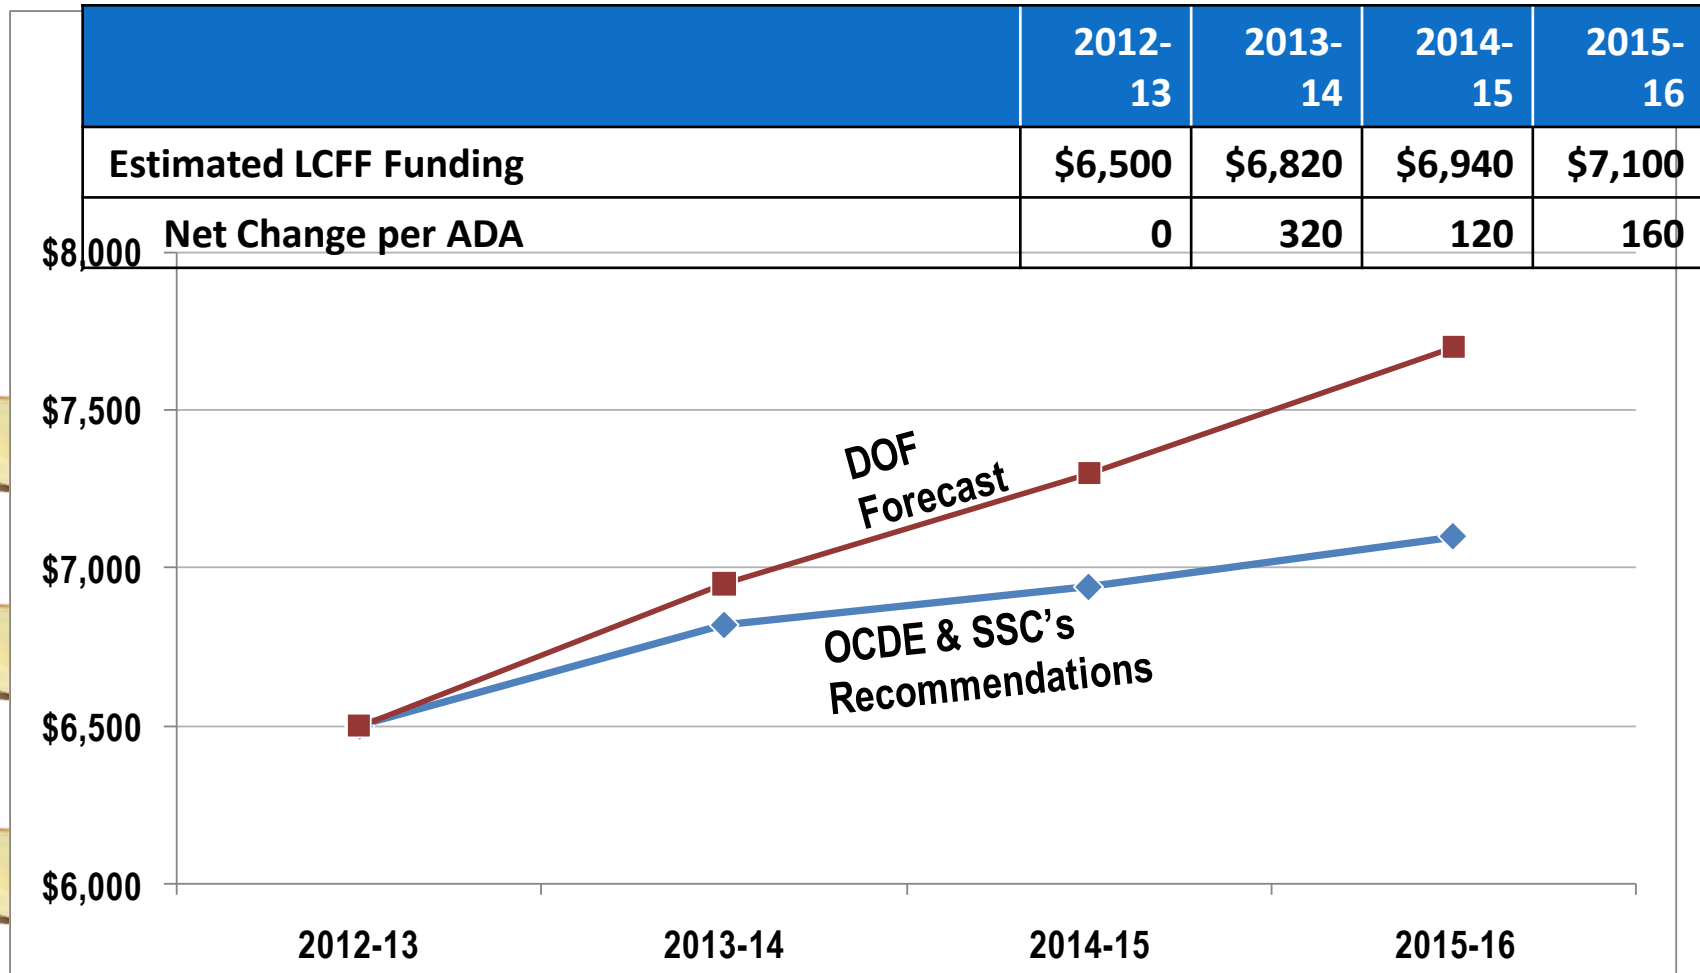 2012-13 2013-14 2014-15 2015-16
Estimated LCFF Funding $6,500 $6,820 $6,940 $7,100
Net Change per ADA 0 320 120 160
$8,000
$7,500
$7,000
$6,500
$6,000
DOF
Forecast
OCDE & SSC’s
Recommendations
2012-13 2013-14 2014-15 2015-16